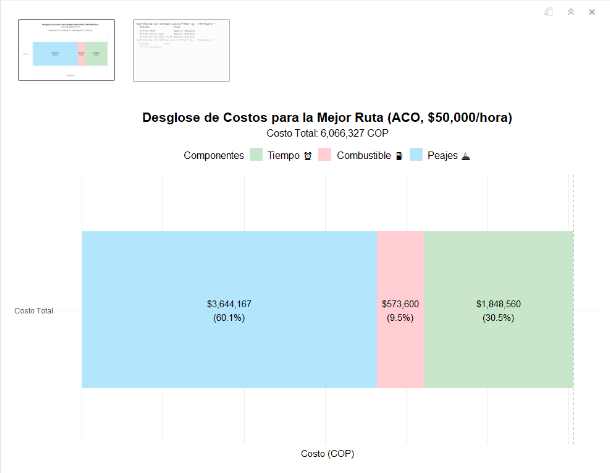 Desglose de Costos para la Mejor Ruta (ACO, $50,000/hora)
Costo Total: 6,066,327 COP
Componentes Tiempo ⏰ Combustible ⛽ Peajes
$3,644,167 $573,600 $1,848,560
(60.1%) (9.5%) (30.5%)
Costo Total
Costo (COP)